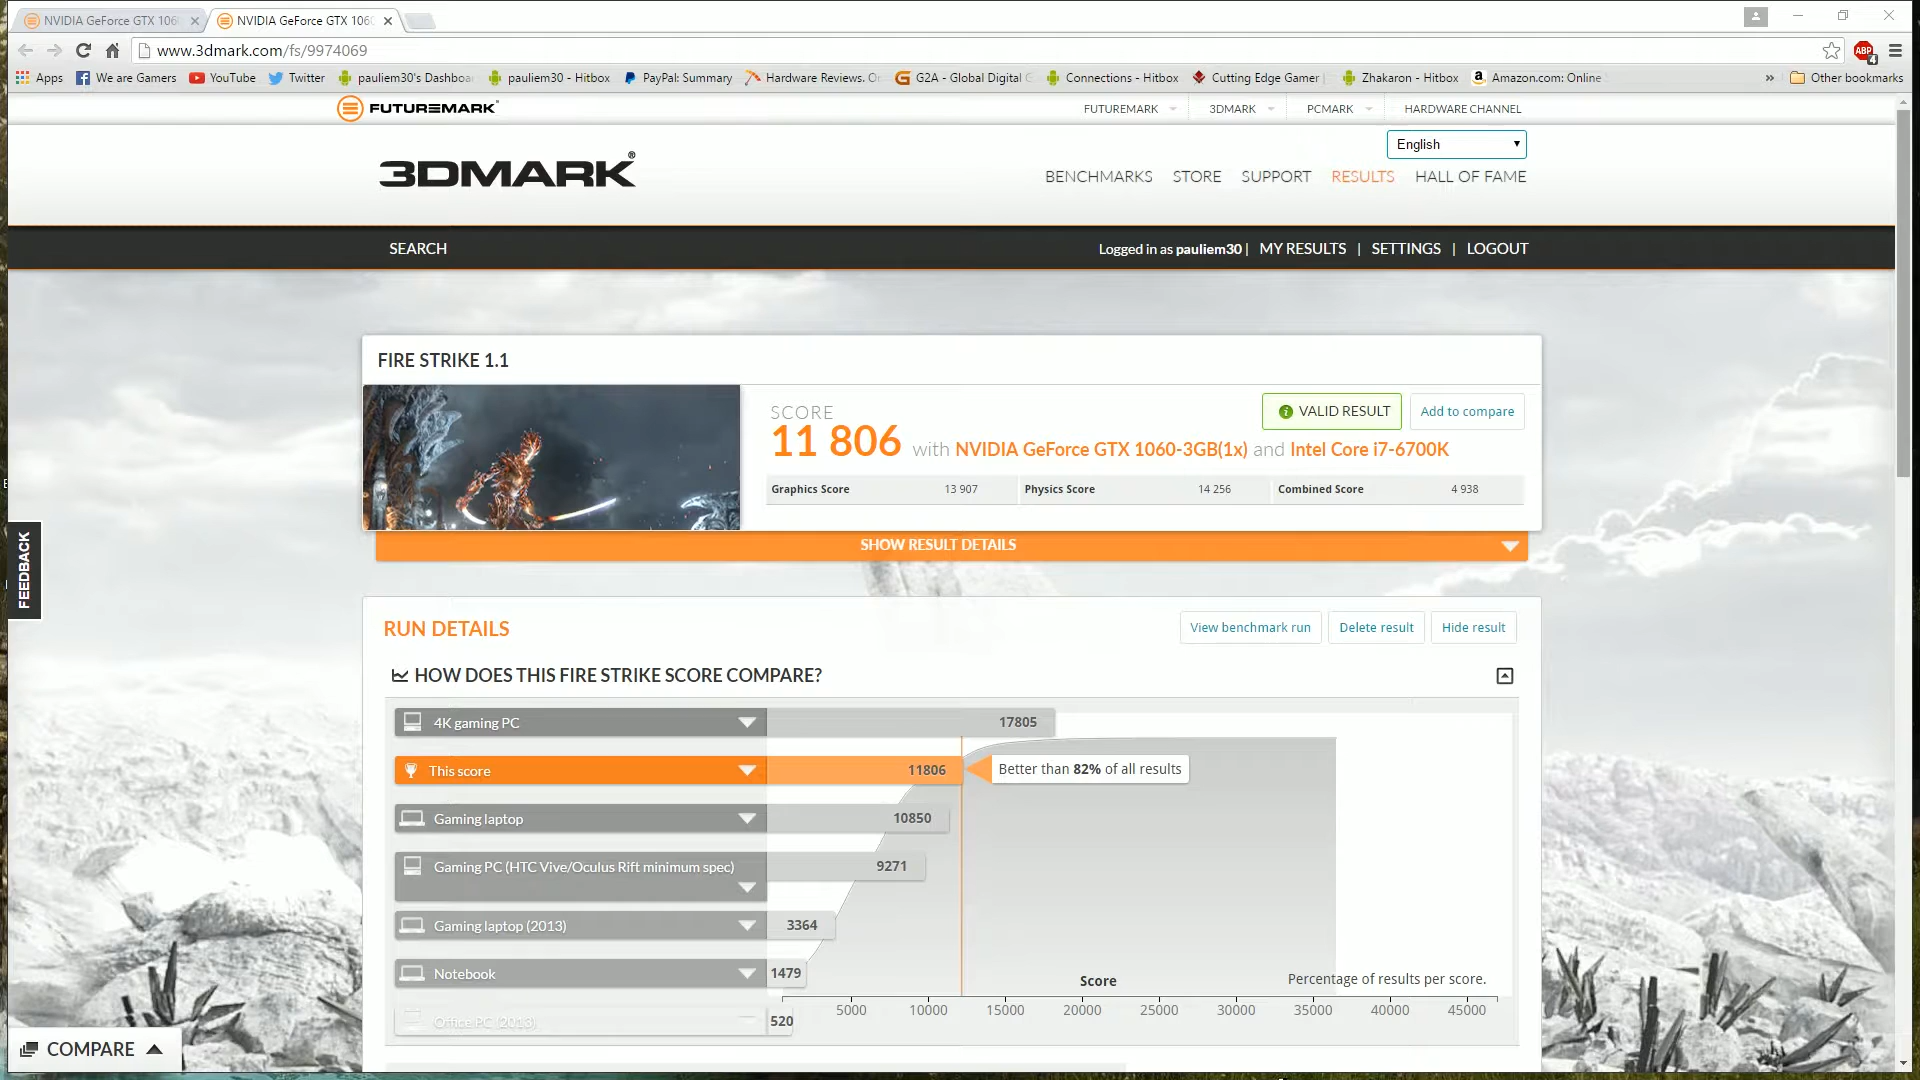 NVIDIA GeForce GTX 106
NVIDIA GeForce GTX 1060
www.3dmark.com/fs/9974069
ABP
4
Apps
We are Gamers
YouTube
Twitter
pauliem30's Dashboa
pauliem30 - Hitbox
PayPal: Summary
Hardware Reviews. O
G2A - Global Digital G
Connections - Hitbox
Cutting Edge Gamer
Zhakaron - Hitbox
Amazon.com: Online
»
Other bookmarks
FUTUREMARK
FUTUREMARK
3DMARK
PCMARK
HARDWARE CHANNEL
English
3DMARK®
BENCHMARKS
STORE
SUPPORT
RESULTS
HALL OF FAME
SEARCH
Logged in as pauliem30 | MY RESULTS | SETTINGS | LOGOUT
FIRE STRIKE 1.1
SCORE
VALID RESULT
Add to compare
11 806 with NVIDIA GeForce GTX 1060-3GB(1x) and Intel Core i7-6700K
Graphics Score 13 907
Physics Score 14 256
Combined Score 4 938
SHOW RESULT DETAILS
FEEDBACK
RUN DETAILS
View benchmark run
Delete result
Hide result
HOW DOES THIS FIRE STRIKE SCORE COMPARE?
4K gaming PC 17805
This score 11806
Better than 82% of all results
Gaming laptop 10850
Gaming PC (HTC Vive/Oculus Rift minimum spec) 9271
Gaming laptop (2013) 3364
Notebook 1479
Score
Percentage of results per score.
Office PC (2013) 520
5000 10000 15000 20000 25000 30000 35000 40000 45000
COMPARE